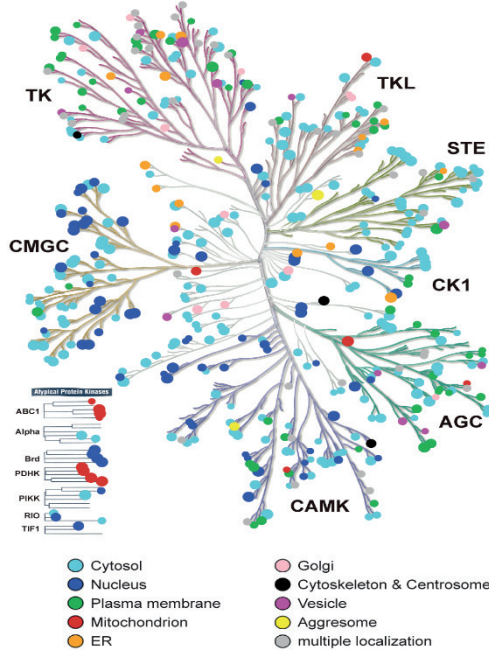 TK
TKL
STE
CMGC
CK1
AGC
CAMK
Atypical Protein Kinases
ABC1
Alpha
Brd
PDHK
PIKK
RIO
TIF1
Cytosol
Nucleus
Plasma membrane
Mitochondrion
ER
Golgi
Cytoskeleton & Centrosome
Vesicle
Aggresome
multiple localization